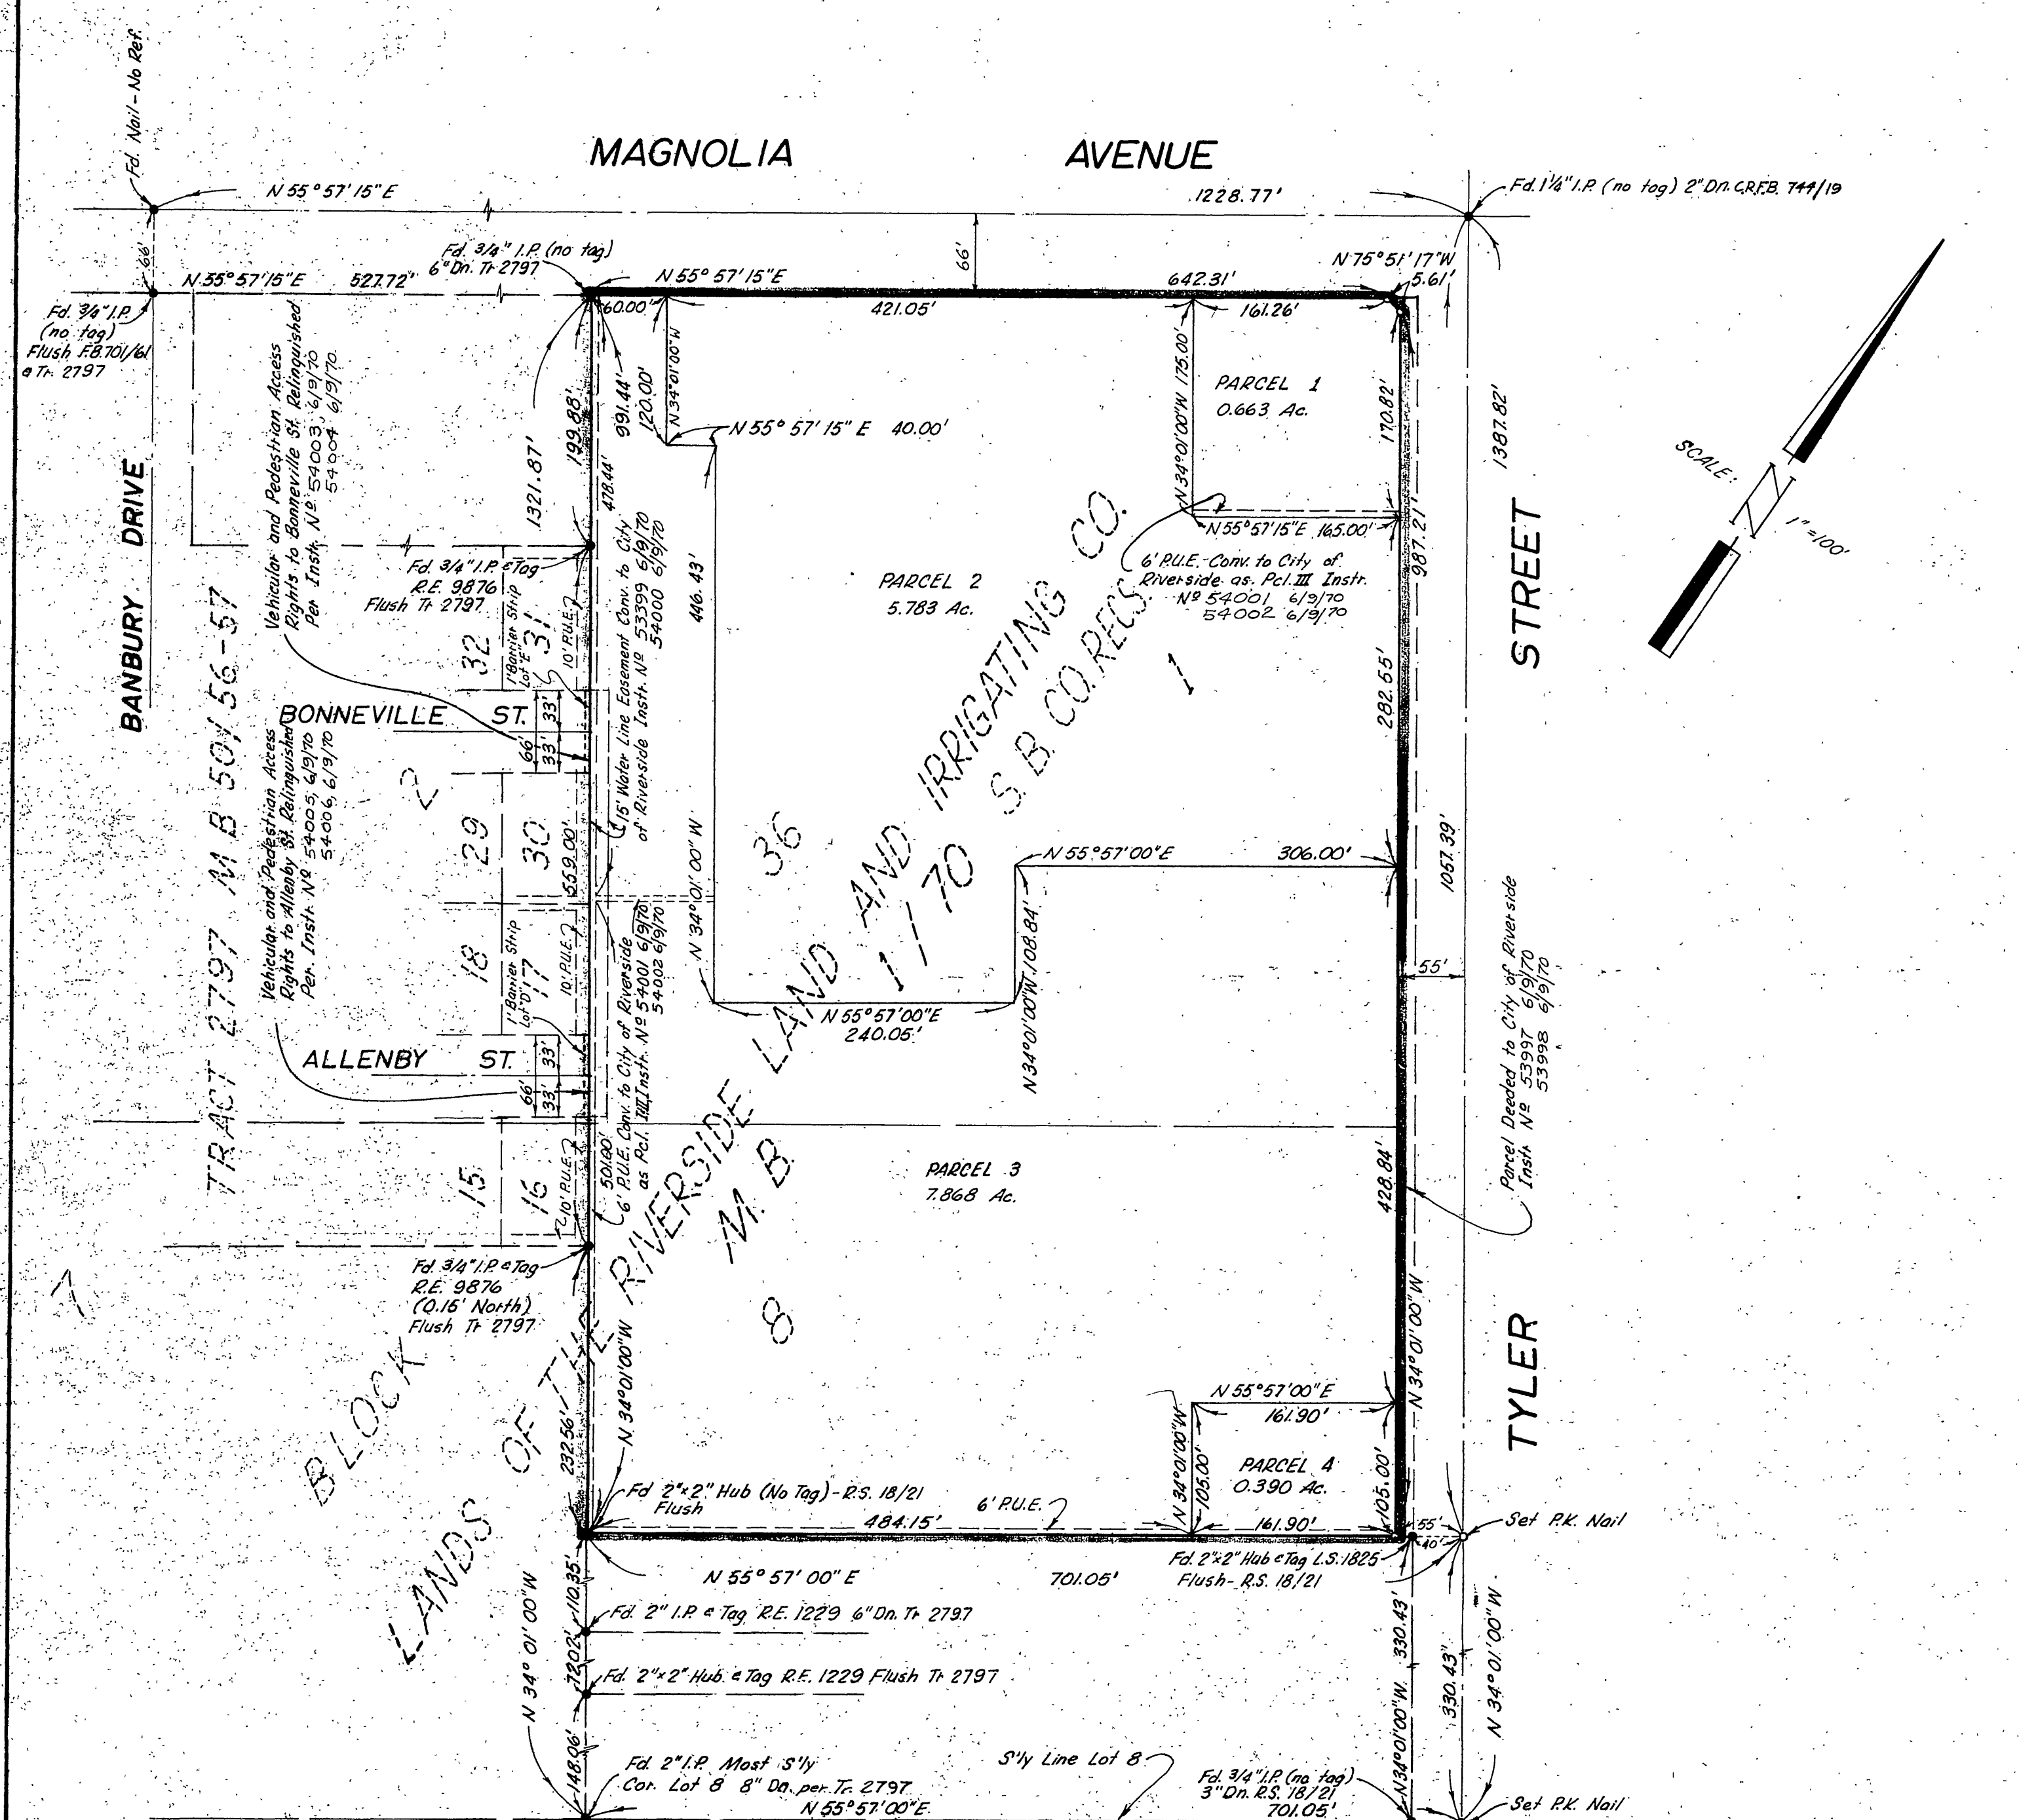 Fd. Nail - No Ref.
MAGNOLIA AVENUE
N 55° 57' 15" E
1228.77'
Fd. 1¼" I.P. (no tag) 2" Dn. C.R.F.B. 744/19
66'
66'
Fd. 3/4" I.P. (no tag)
6" Dn. Tr 2797
N 75° 51' 17" W
5.61'
N 55° 57' 15" E 527.72'
N 55° 57' 15" E
642.31'
60.00'
421.05'
161.26'
Fd. 3/4" I.P.
(no tag)
Flush F.B. 701/61
& Tr. 2797
Vehicular and Pedestrian Access
Rights to Bonneville St. Relinquished
Per. Instr. Nº 54003, 6/9/70
54004 6/9/70.
1321.87'
199.88'
991.44'
478.44'
120.00'
N 34° 01' 00" W
N 55° 57' 15" E 40.00'
N 34° 01' 00" W 175.00'
PARCEL 1
0.663 Ac.
170.82'
987.21'
1387.82'
N 55° 57' 15" E 165.00'
SCALE:
1" = 100'
BANBURY DRIVE
Fd. 3/4" I.P. & Tag
R.E. 9876
Flush Tr 2797
446.43'
PARCEL 2
5.783 Ac.
6' P.U.E. - Conv. to City of
Riverside as. Pcl. III Instr.
Nº 54001 6/9/70
54002 6/9/70
STREET
32
1' Barrier Strip
Lot "E"
31
10' P.U.E.
15' Water Line Easement Conv. to City
of Riverside Instr. Nº 53399 6/9/70
54000 6/9/70
282.55'
1
BONNEVILLE ST.
33'
66'
33'
TRACT 2797 M B 50/56-57
2
Vehicular and Pedestrian Access
Rights to Allenby St. Relinquished
Per. Instr. Nº 54005, 6/9/70
54006, 6/9/70
29
30
559.00'
36
N 34° 01' 00" W
N 55° 57' 00" E
306.00'
1057.39'
18
1' Barrier Strip
Lot "D"
17
10' P.U.E.
N 34° 01' 00" W 108.84'
55'
N 55° 57' 00" E
240.05'
Parcel Deeded to City of Riverside
Instr. Nº 53997 6/9/70
53998 6/9/70
ALLENBY ST.
33'
66'
33'
6' P.U.E. Conv. to City of Riverside
as Pcl. I&II, Instr. Nº 54001 6/9/70
54002 6/9/70
501.00'
15
16
10' P.U.E.
PARCEL 3
7.868 Ac.
428.84'
Fd. 3/4" I.P. & Tag
R.E. 9876
(0.15' North)
Flush Tr 2797
7
BLOCK
LANDS OF THE RIVERSIDE LAND AND IRRIGATING CO.
M. B. 1 - 70 S. B. CO. RECS.
8
232.56'
N 34° 01' 00" W
N 34° 01' 00" W
TYLER
N 55° 57' 00" E
161.90'
N 34° 01' 00" W
105.00'
PARCEL 4
0.390 Ac.
105.00'
Fd 2"x2" Hub (No Tag) - R.S. 18/21
Flush
6' P.U.E.
484.15'
161.90'
55'
40'
Set P.K. Nail
Fd. 2"x2" Hub & Tag L.S. 1825
Flush - R.S. 18/21
N 55° 57' 00" E
701.05'
110.35'
Fd. 2" I.P. & Tag R.E. 1229 6" Dn. Tr 2797
N 34° 01' 00" W
72.02'
Fd. 2"x2" Hub & Tag R.E. 1229 Flush Tr 2797
N 34° 01' 00" W 330.43'
330.43'
N 34° 01' 00" W
148.06'
Fd. 2" I.P. Most S'ly
Cor. Lot 8 8" Dn. per Tr. 2797
N 55° 57' 00" E
S'ly Line Lot 8
Fd. 3/4" I.P. (no tag)
3" Dn. R.S. 18/21
701.05'
Set P.K. Nail